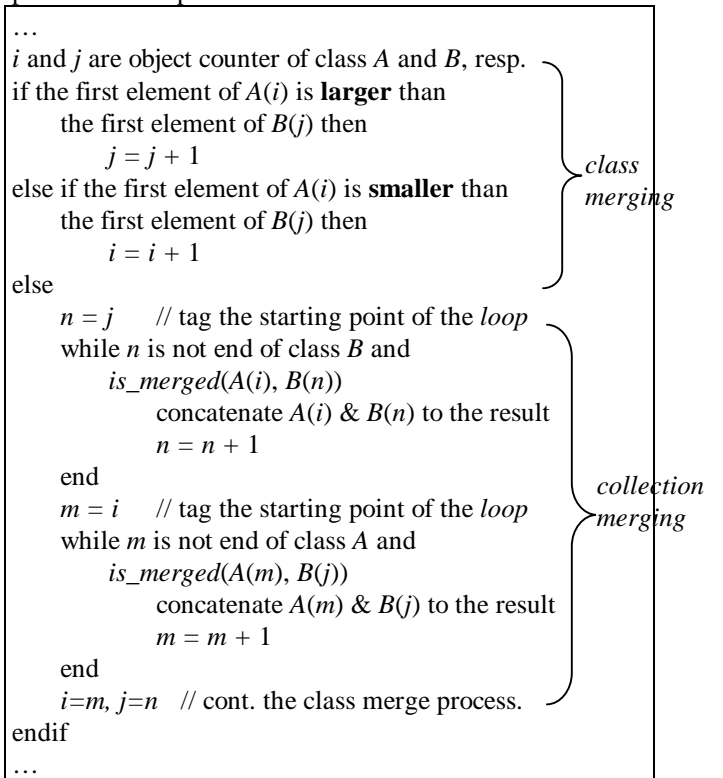 …
i and j are object counter of class A and B, resp.
if the first element of A(i) is larger than
the first element of B(j) then
j = j + 1
else if the first element of A(i) is smaller than
the first element of B(j) then
i = i + 1
else
n = j // tag the starting point of the loop
while n is not end of class B and
is_merged(A(i), B(n))
concatenate A(i) & B(n) to the result
n = n + 1
end
m = i // tag the starting point of the loop
while m is not end of class A and
is_merged(A(m), B(j))
concatenate A(m) & B(j) to the result
m = m + 1
end
i=m, j=n // cont. the class merge process.
endif
…
class
merging
collection
merging